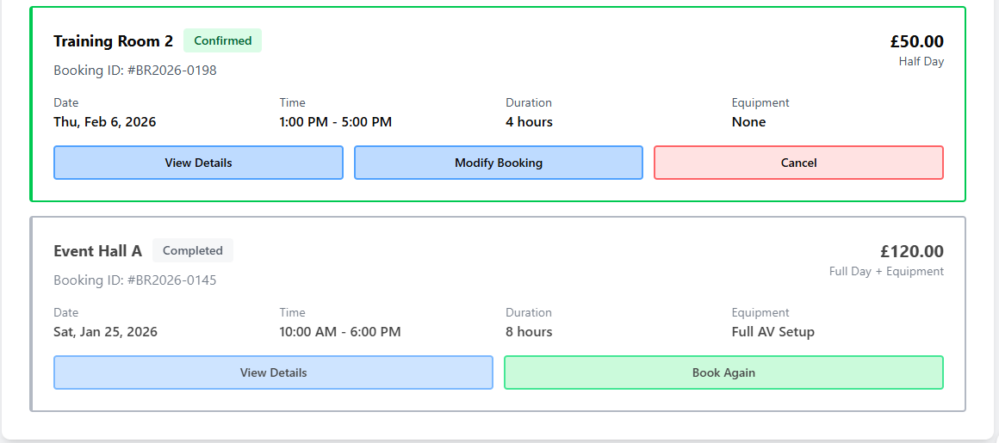 Training Room 2 Confirmed £50.00
Booking ID: #BR2026-0198 Half Day
Date Time Duration Equipment
Thu, Feb 6, 2026 1:00 PM - 5:00 PM 4 hours None
View Details Modify Booking Cancel
Event Hall A Completed £120.00
Booking ID: #BR2026-0145 Full Day + Equipment
Date Time Duration Equipment
Sat, Jan 25, 2026 10:00 AM - 6:00 PM 8 hours Full AV Setup
View Details Book Again